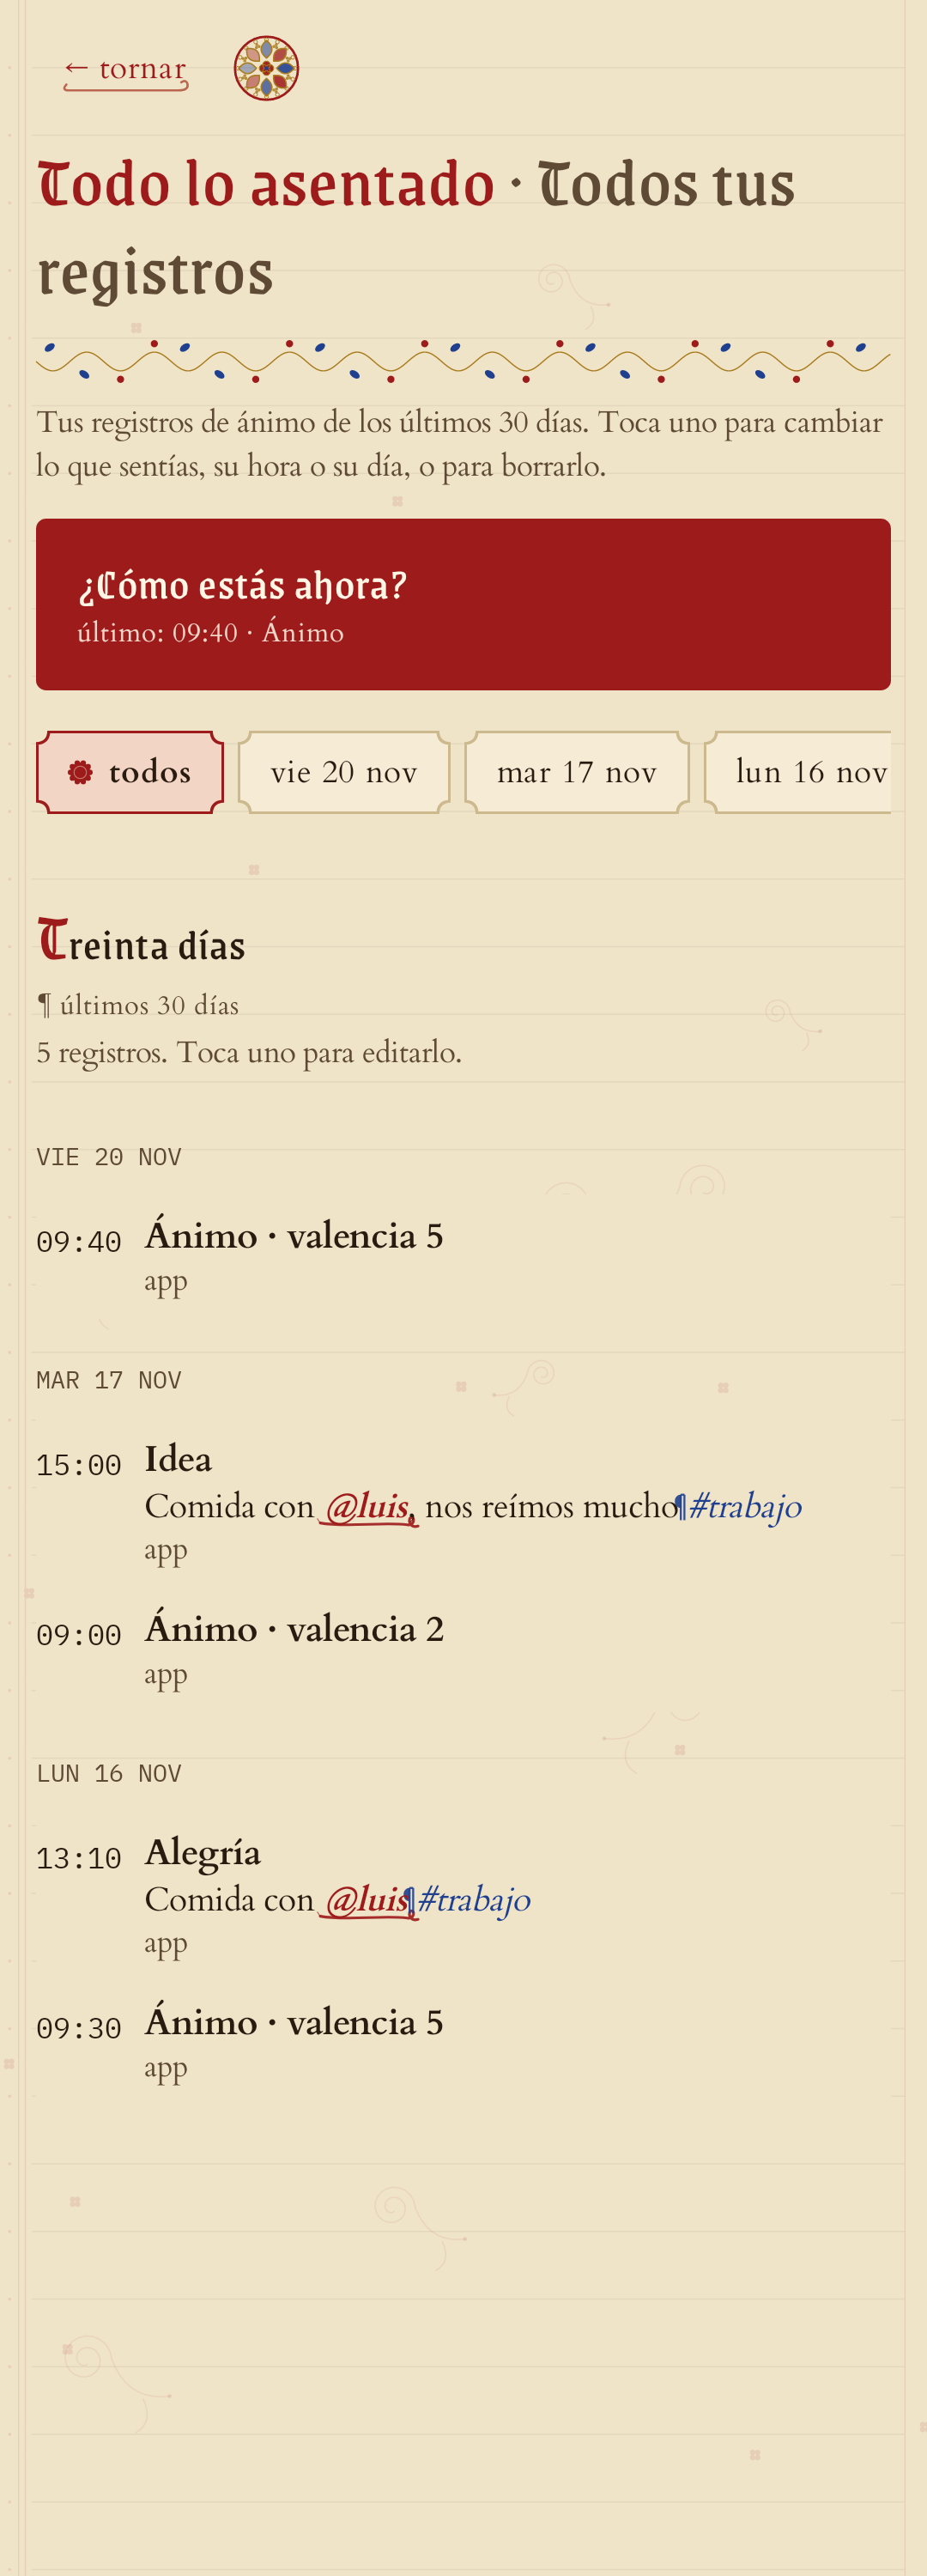 ← tornar
Todo lo asentado · Todos tus
registros
Tus registros de ánimo de los últimos 30 días. Toca uno para cambiar
lo que sentías, su hora o su día, o para borrarlo.
¿Cómo estás ahora?
último: 09:40 · Ánimo
todos
vie 20 nov
mar 17 nov
lun 16 nov
Treinta días
¶ últimos 30 días
5 registros. Toca uno para editarlo.
VIE 20 NOV
09:40 Ánimo · valencia 5
app
MAR 17 NOV
15:00 Idea
Comida con @luis, nos reímos mucho¶#trabajo
app
09:00 Ánimo · valencia 2
app
LUN 16 NOV
13:10 Alegría
Comida con @luis¶#trabajo
app
09:30 Ánimo · valencia 5
app